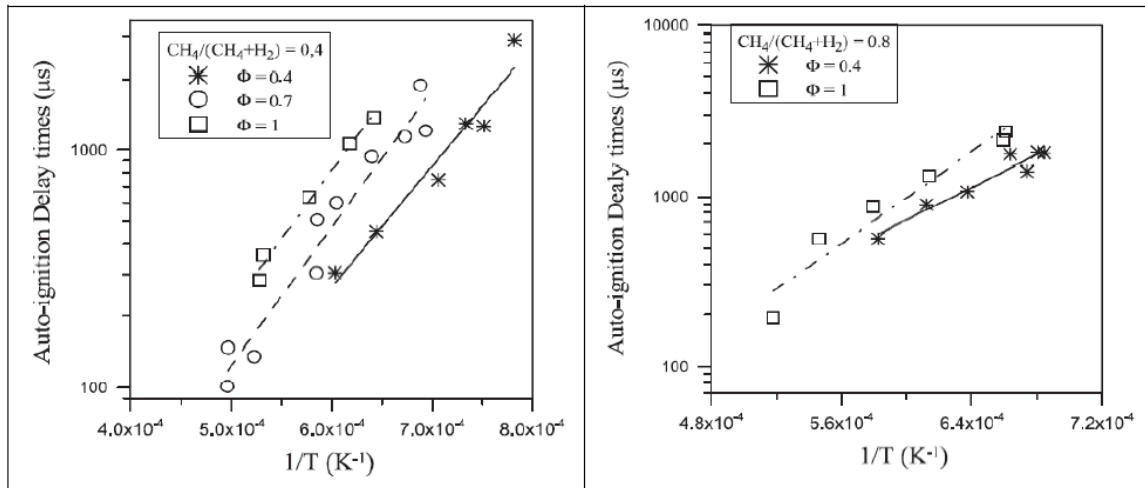 CH₄/(CH₄+H₂) = 0,4
Φ = 0.4
Φ = 0.7
Φ = 1
1000
100
Auto-ignition Delay times (μs)
4.0x10⁻⁴ 5.0x10⁻⁴ 6.0x10⁻⁴ 7.0x10⁻⁴ 8.0x10⁻⁴
1/T (K⁻¹)
10000
CH₄/(CH₄+H₂) = 0.8
Φ = 0.4
Φ = 1
1000
100
Auto-ignition Dealy times (μs)
4.8x10⁻⁴ 5.6x10⁻⁴ 6.4x10⁻⁴ 7.2x10⁻⁴
1/T (K⁻¹)